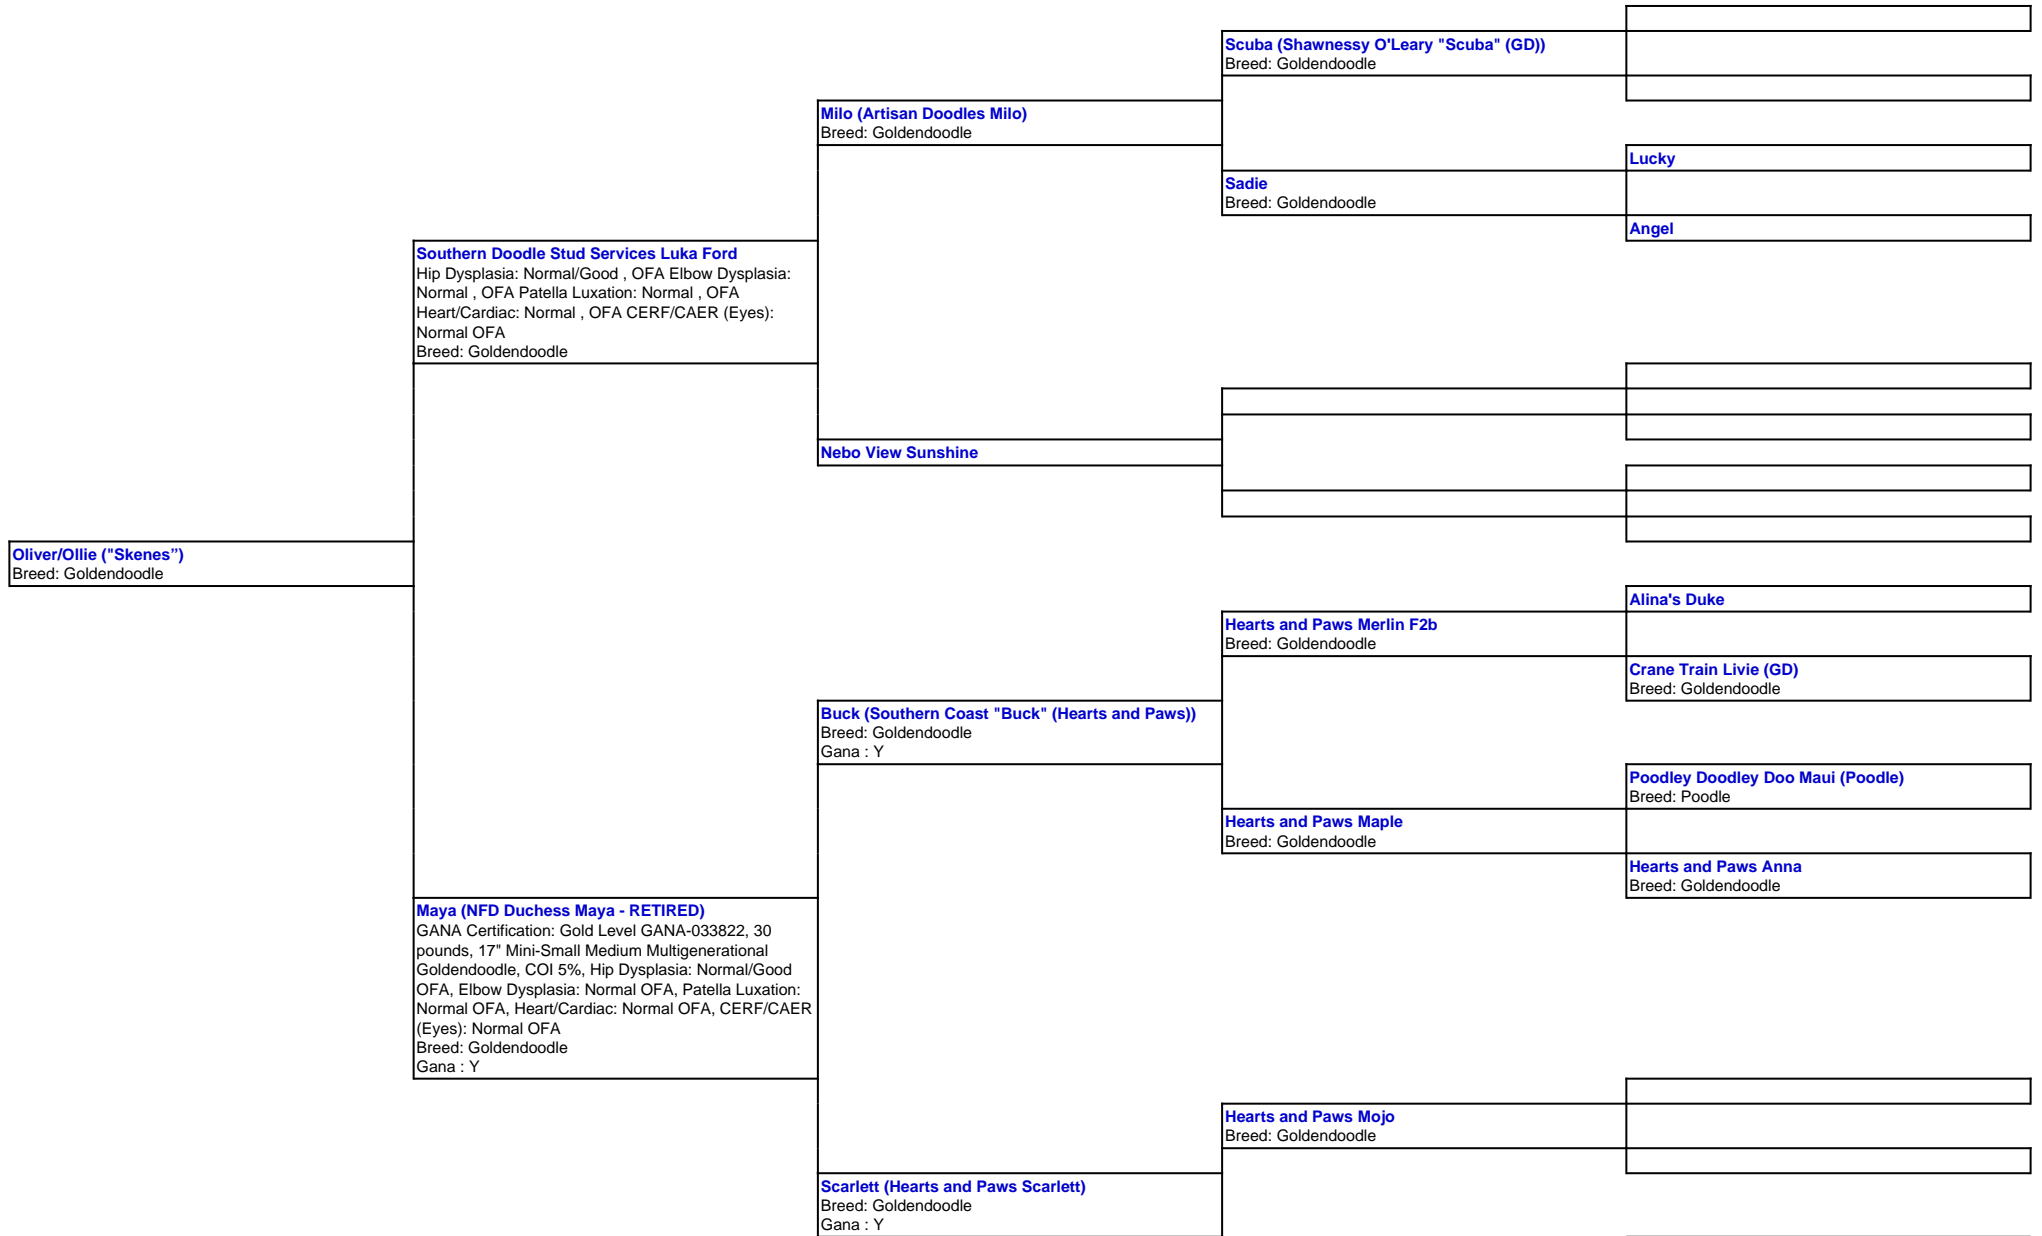 Scuba (Shawnessy O'Leary "Scuba" (GD))
Breed: Goldendoodle
Milo (Artisan Doodles Milo)
Breed: Goldendoodle
Lucky
Sadie
Breed: Goldendoodle
Angel
Southern Doodle Stud Services Luka Ford
Hip Dysplasia: Normal/Good , OFA Elbow Dysplasia:
Normal , OFA Patella Luxation: Normal , OFA
Heart/Cardiac: Normal , OFA CERF/CAER (Eyes):
Normal OFA
Breed: Goldendoodle
Nebo View Sunshine
Oliver/Ollie ("Skenes”)
Breed: Goldendoodle
Alina's Duke
Hearts and Paws Merlin F2b
Breed: Goldendoodle
Crane Train Livie (GD)
Breed: Goldendoodle
Buck (Southern Coast "Buck" (Hearts and Paws))
Breed: Goldendoodle
Gana : Y
Poodley Doodley Doo Maui (Poodle)
Breed: Poodle
Hearts and Paws Maple
Breed: Goldendoodle
Hearts and Paws Anna
Breed: Goldendoodle
Maya (NFD Duchess Maya - RETIRED)
GANA Certification: Gold Level GANA-033822, 30
pounds, 17" Mini-Small Medium Multigenerational
Goldendoodle, COI 5%, Hip Dysplasia: Normal/Good
OFA, Elbow Dysplasia: Normal OFA, Patella Luxation:
Normal OFA, Heart/Cardiac: Normal OFA, CERF/CAER
(Eyes): Normal OFA
Breed: Goldendoodle
Gana : Y
Hearts and Paws Mojo
Breed: Goldendoodle
Scarlett (Hearts and Paws Scarlett)
Breed: Goldendoodle
Gana : Y